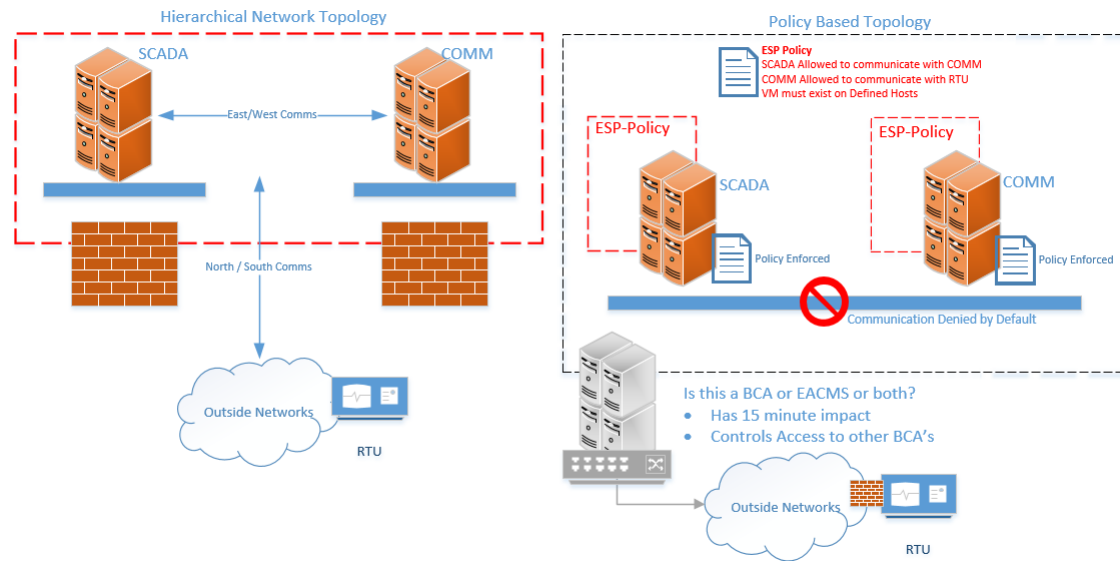 Hierarchical Network Topology
SCADA
COMM
East/West Comms
North / South Comms
Outside Networks
RTU
Policy Based Topology
ESP Policy
SCADA Allowed to communicate with COMM
COMM Allowed to communicate with RTU
VM must exist on Defined Hosts
ESP-Policy
SCADA
Policy Enforced
ESP-Policy
COMM
Policy Enforced
Communication Denied by Default
Is this a BCA or EACMS or both?
• Has 15 minute impact
• Controls Access to other BCA's
Outside Networks
RTU